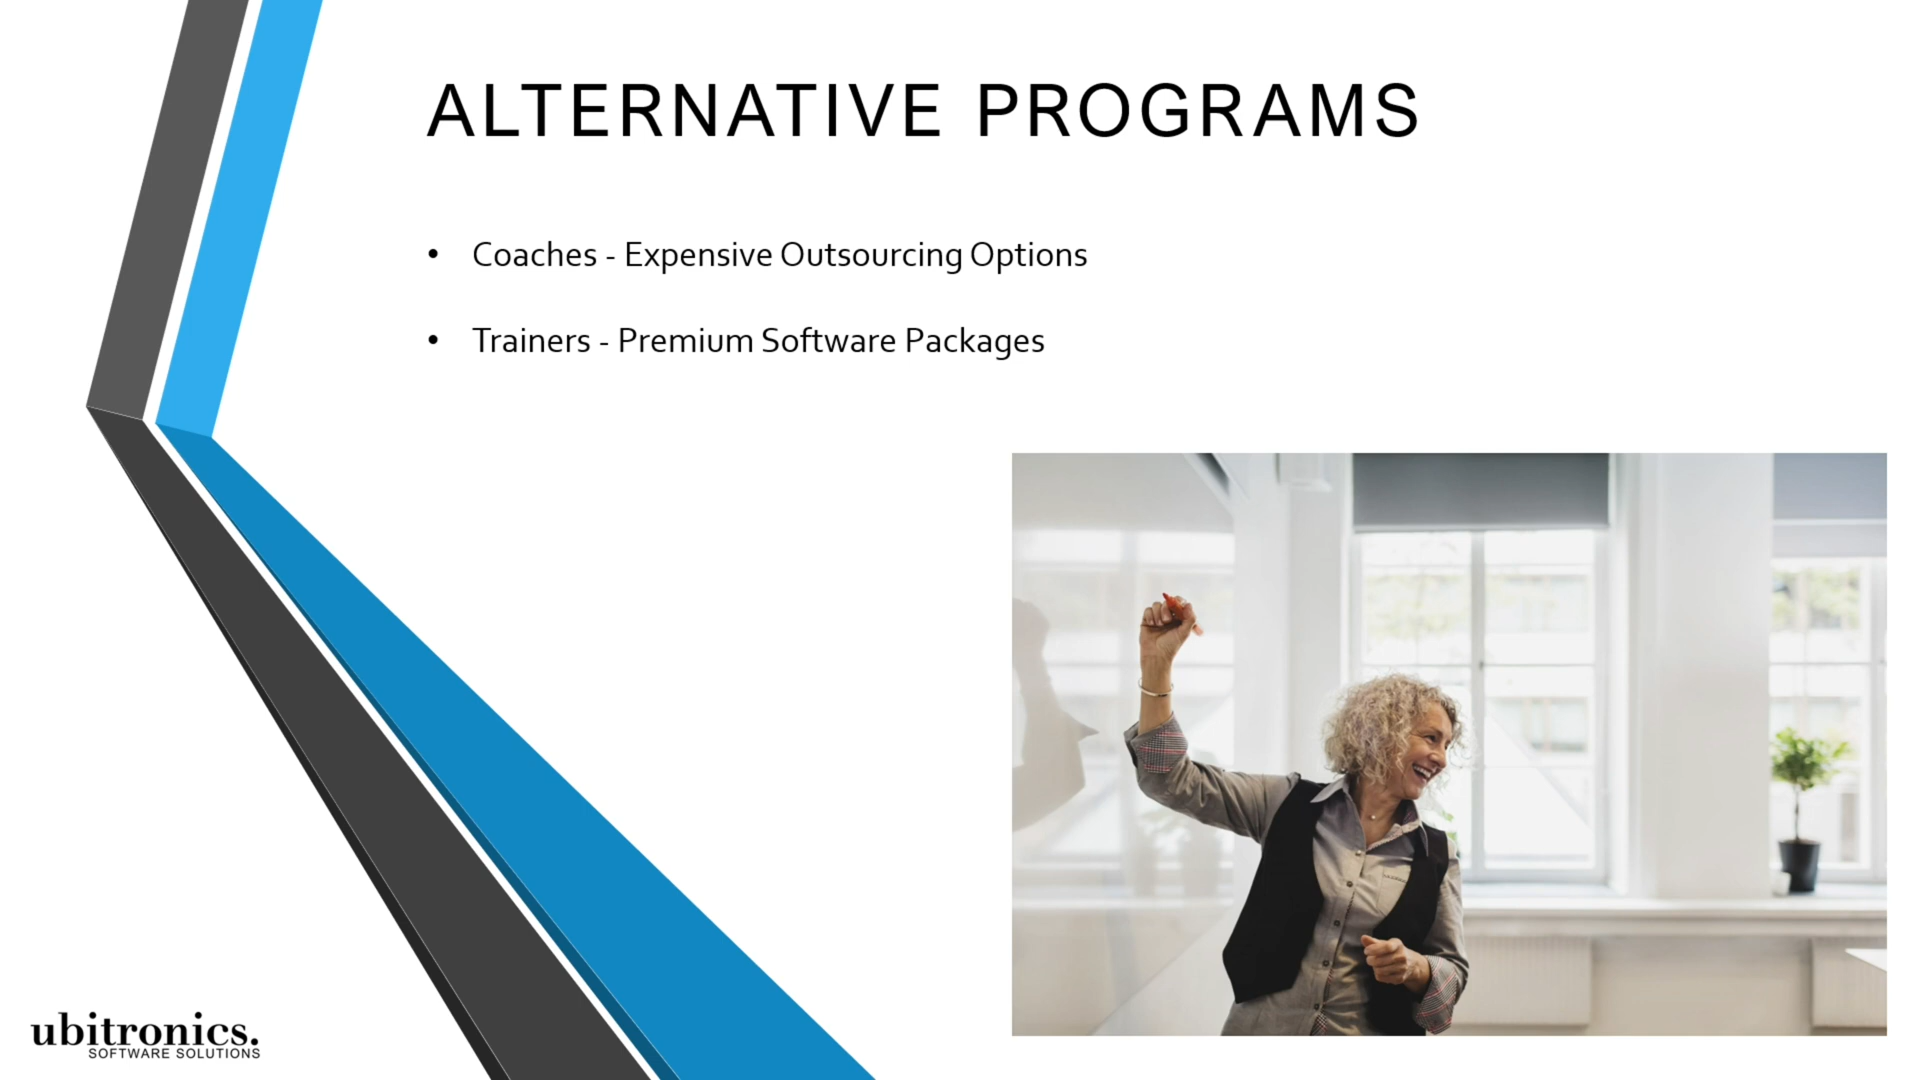 ALTERNATIVE PROGRAMS
• Coaches - Expensive Outsourcing Options
• Trainers - Premium Software Packages
ubitronics.
SOFTWARE SOLUTIONS